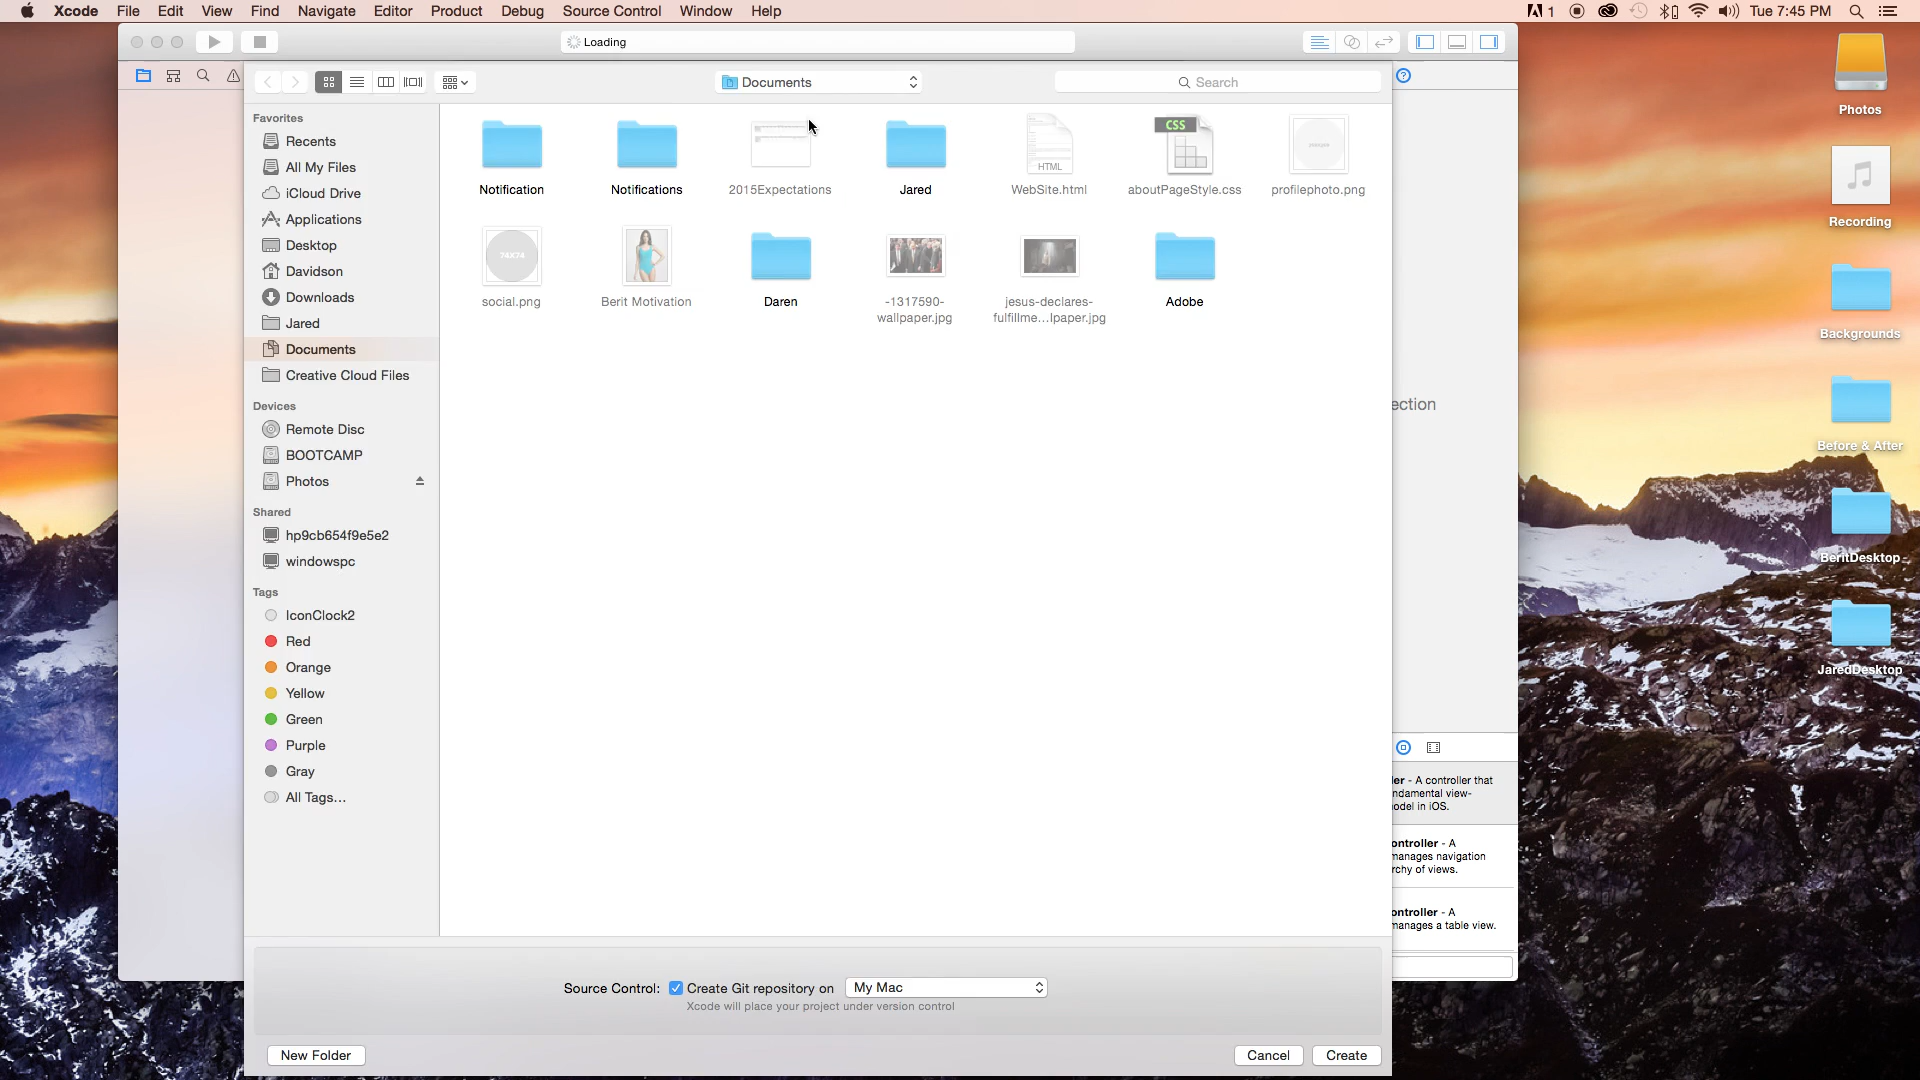 Xcode File Edit View Find Navigate Editor Product Debug Source Control Window Help
1 Tue 7:45 PM
Loading
Documents
Search
Favorites
Recents
All My Files
iCloud Drive
Applications
Desktop
Davidson
Downloads
Jared
Documents
Creative Cloud Files
Devices
Remote Disc
BOOTCAMP
Photos
Shared
hp9cb654f9e5e2
windowspc
Tags
IconClock2
Red
Orange
Yellow
Green
Purple
Gray
All Tags...
HTML
CSS
Notification
Notifications
2015Expectations
Jared
WebSite.html
aboutPageStyle.css
profilephoto.png
74X74
social.png
Berit Motivation
Daren
-1317590-
wallpaper.jpg
jesus-declares-
fulfillme...lpaper.jpg
Adobe
ection
ler - A controller that
ndamental view-
odel in iOS.
ontroller - A
manages navigation
rchy of views.
ontroller - A
manages a table view.
Source Control: Create Git repository on My Mac
Xcode will place your project under version control
New Folder
Cancel
Create
Photos
Recording
Backgrounds
Before & After
BeritDesktop
JaredDesktop